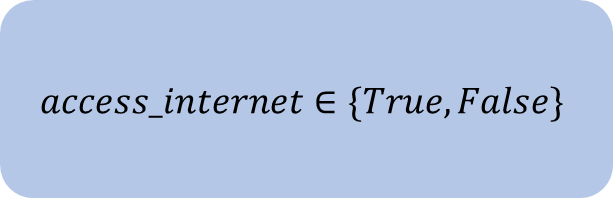 access_internet ∈ {True, False}